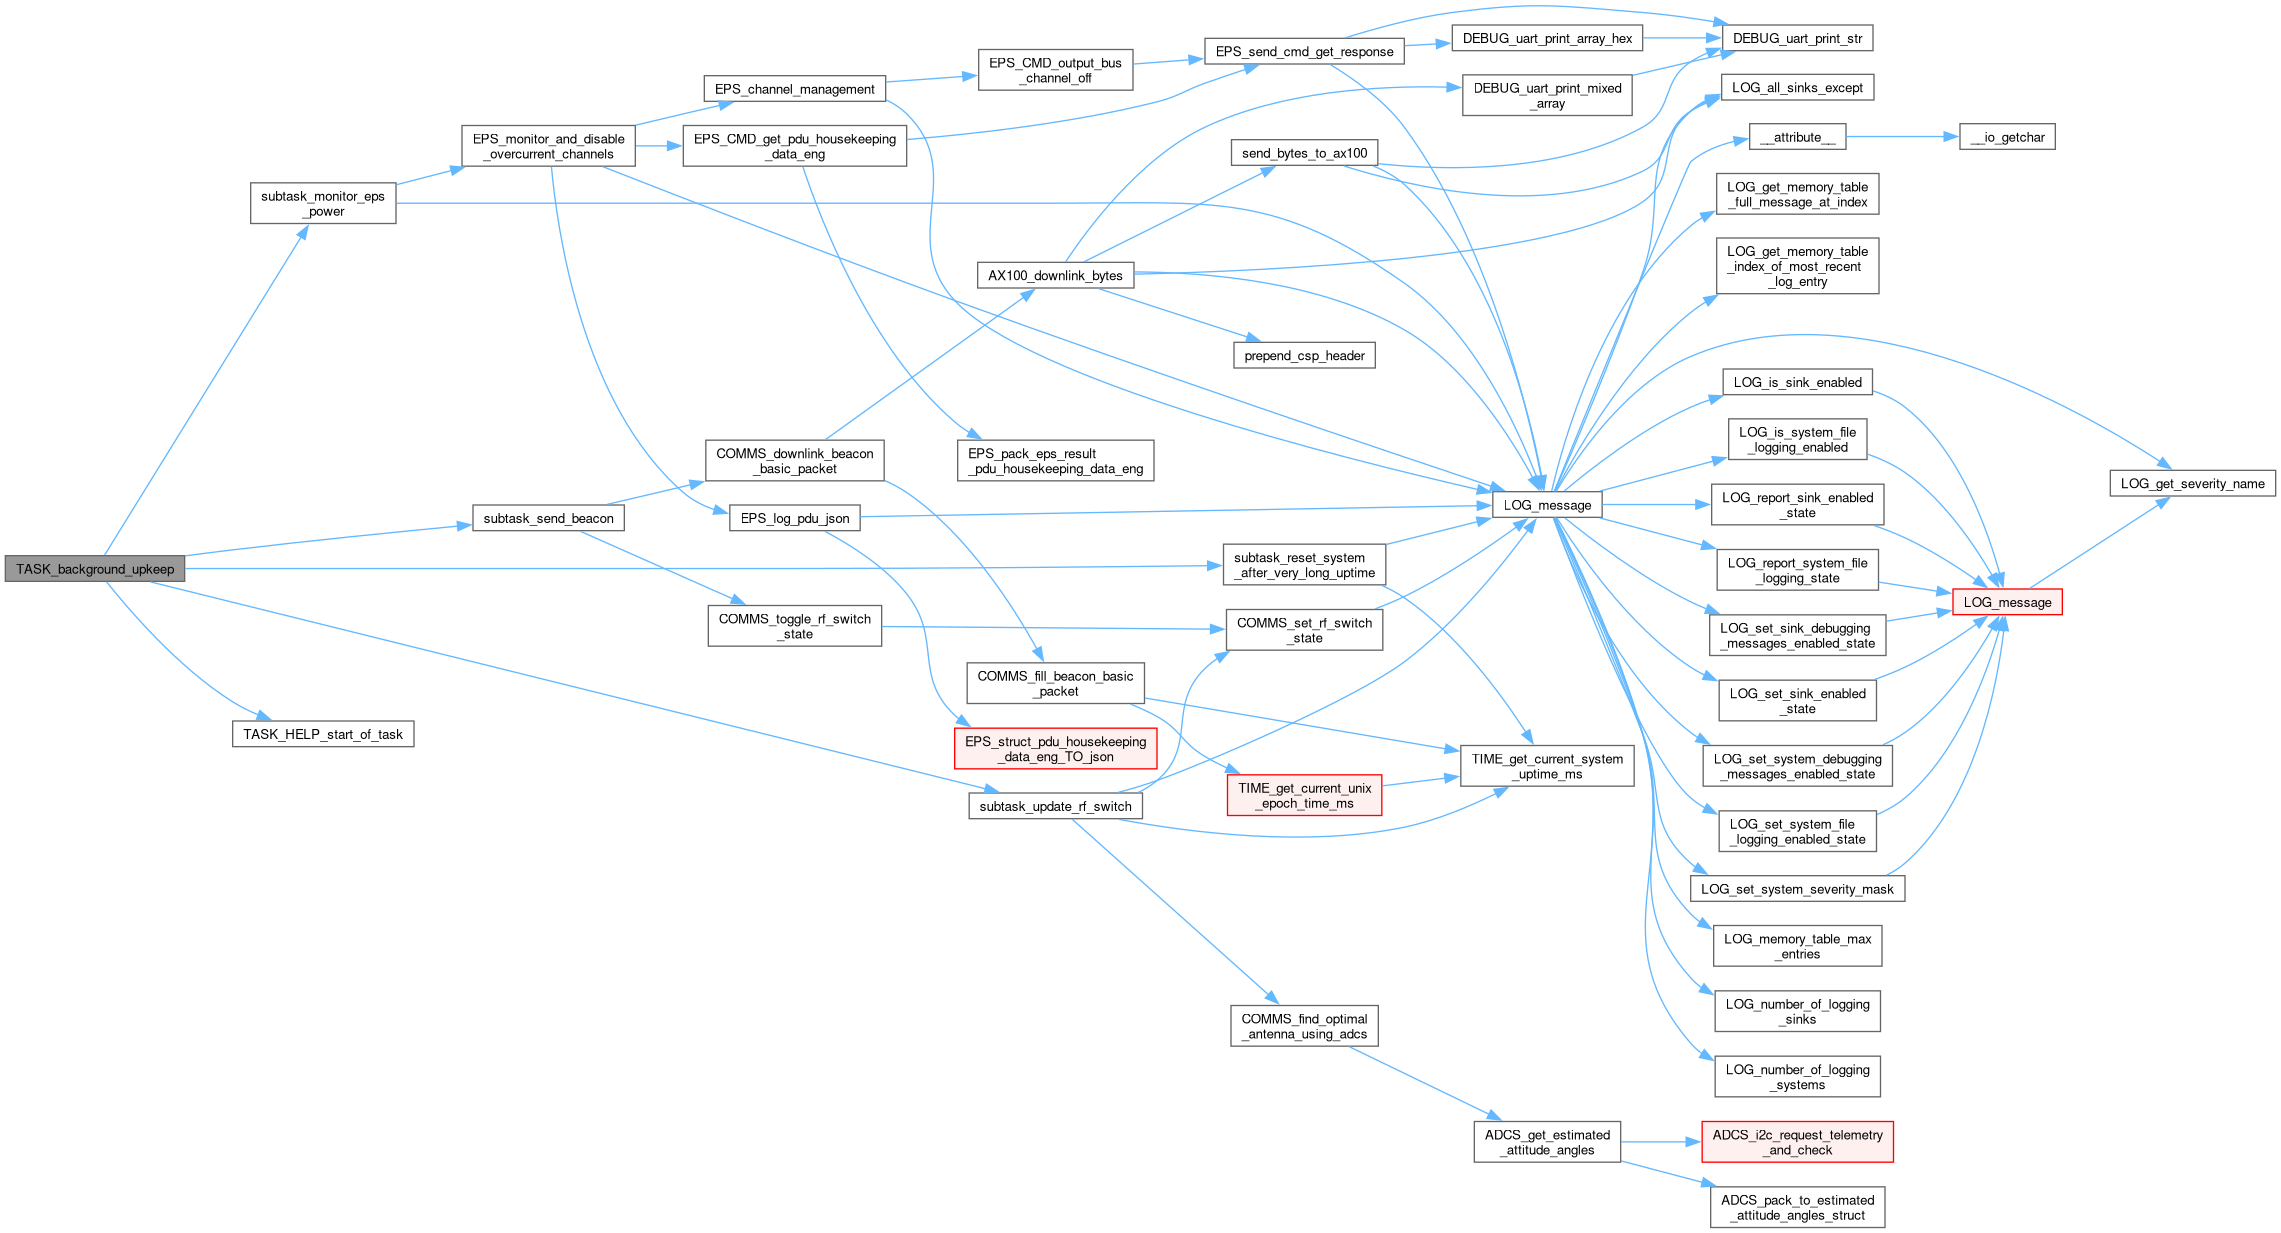 TASK_background_upkeep
subtask_monitor_eps
_power
TASK_HELP_start_of_task
EPS_monitor_and_disable
_overcurrent_channels
subtask_send_beacon
EPS_channel_management
EPS_CMD_get_pdu_housekeeping
_data_eng
COMMS_downlink_beacon
_basic_packet
EPS_log_pdu_json
COMMS_toggle_rf_switch
_state
EPS_CMD_output_bus
_channel_off
AX100_downlink_bytes
EPS_pack_eps_result
_pdu_housekeeping_data_eng
COMMS_fill_beacon_basic
_packet
EPS_struct_pdu_housekeeping
_data_eng_TO_json
subtask_update_rf_switch
EPS_send_cmd_get_response
send_bytes_to_ax100
prepend_csp_header
subtask_reset_system
_after_very_long_uptime
COMMS_set_rf_switch
_state
TIME_get_current_unix
_epoch_time_ms
COMMS_find_optimal
_antenna_using_adcs
DEBUG_uart_print_array_hex
DEBUG_uart_print_mixed
_array
LOG_message
TIME_get_current_system
_uptime_ms
ADCS_get_estimated
_attitude_angles
DEBUG_uart_print_str
LOG_all_sinks_except
__attribute__
LOG_get_memory_table
_full_message_at_index
LOG_get_memory_table
_index_of_most_recent
_log_entry
LOG_is_sink_enabled
LOG_is_system_file
_logging_enabled
LOG_report_sink_enabled
_state
LOG_report_system_file
_logging_state
LOG_set_sink_debugging
_messages_enabled_state
LOG_set_sink_enabled
_state
LOG_set_system_debugging
_messages_enabled_state
LOG_set_system_file
_logging_enabled_state
LOG_set_system_severity_mask
LOG_memory_table_max
_entries
LOG_number_of_logging
_sinks
LOG_number_of_logging
_systems
ADCS_i2c_request_telemetry
_and_check
ADCS_pack_to_estimated
_attitude_angles_struct
__io_getchar
LOG_message
LOG_get_severity_name